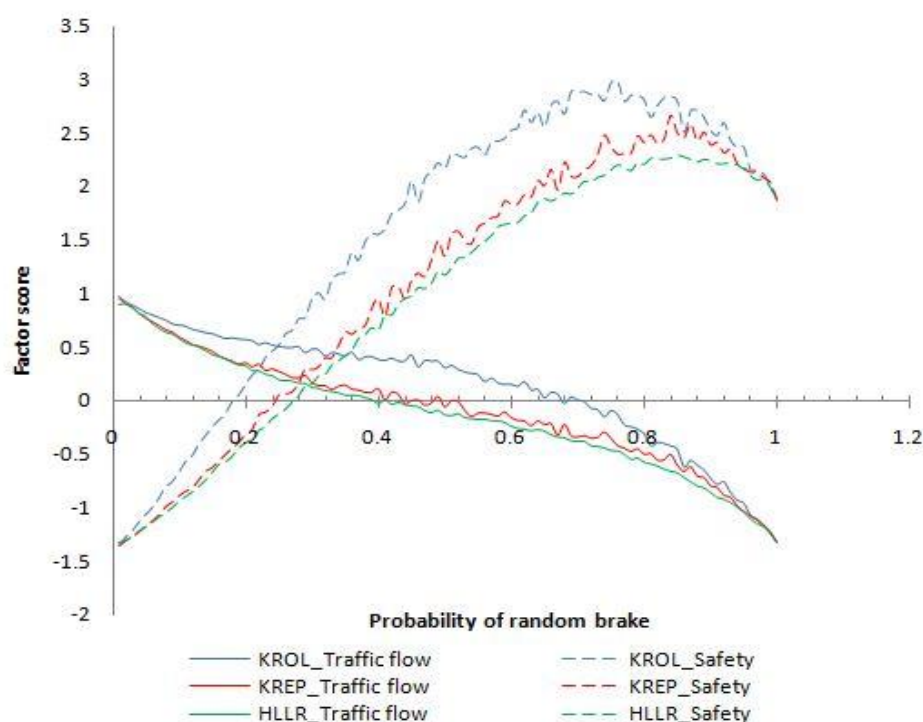 3.5
3
2.5
2
1.5
1
0.5
0
-0.5
-1
-1.5
-2
Factor score
0 0.2 0.4 0.6 0.8 1 1.2
Probability of random brake
KROL_Traffic flow KROL_Safety
KREP_Traffic flow KREP_Safety
HLLR_Traffic flow HLLR_Safety